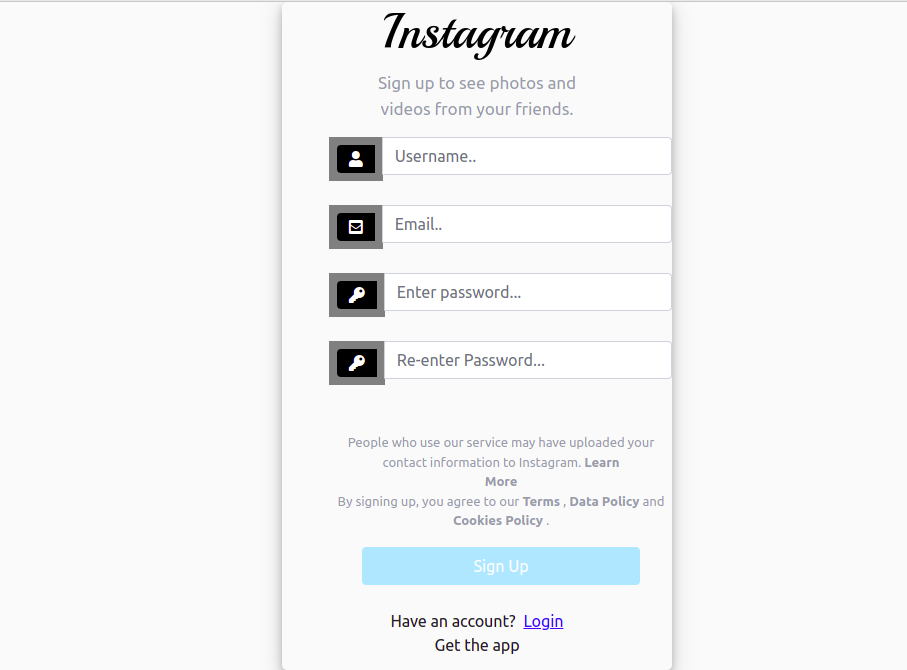 Instagram
Sign up to see photos and
videos from your friends.
Username..
Email..
Enter password...
Re-enter Password...
People who use our service may have uploaded your
contact information to Instagram. Learn
More
By signing up, you agree to our Terms , Data Policy and
Cookies Policy .
Sign Up
Have an account? Login
Get the app